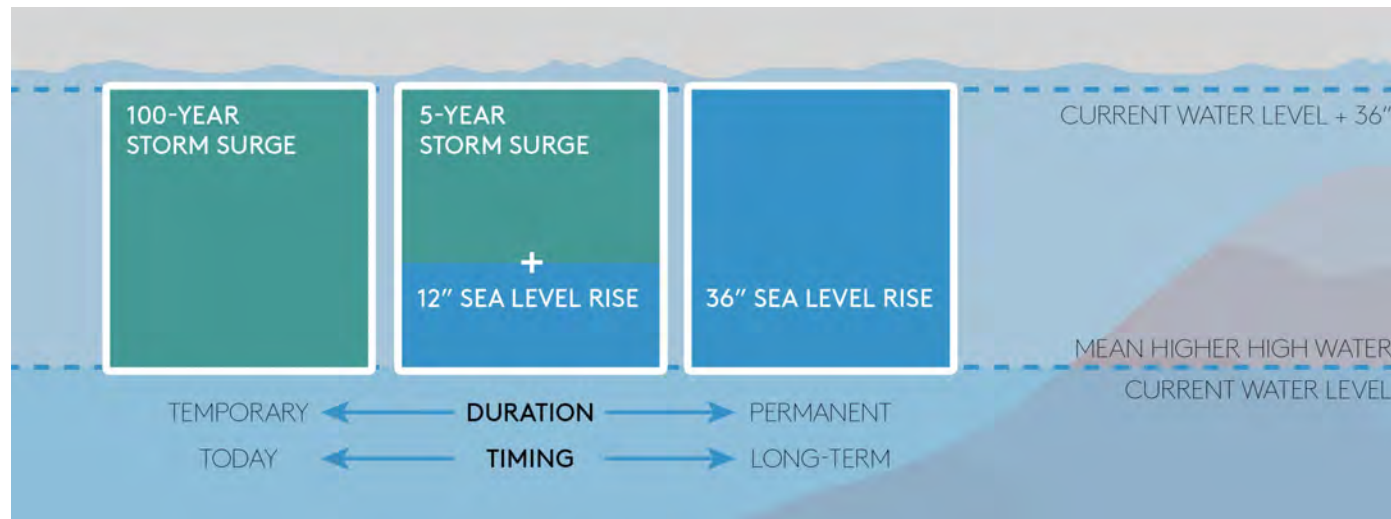 100-YEAR
STORM SURGE
5-YEAR
STORM SURGE
+
12” SEA LEVEL RISE
36” SEA LEVEL RISE
CURRENT WATER LEVEL + 36”
MEAN HIGHER HIGH WATER
CURRENT WATER LEVEL
TEMPORARY DURATION PERMANENT
TODAY TIMING LONG-TERM